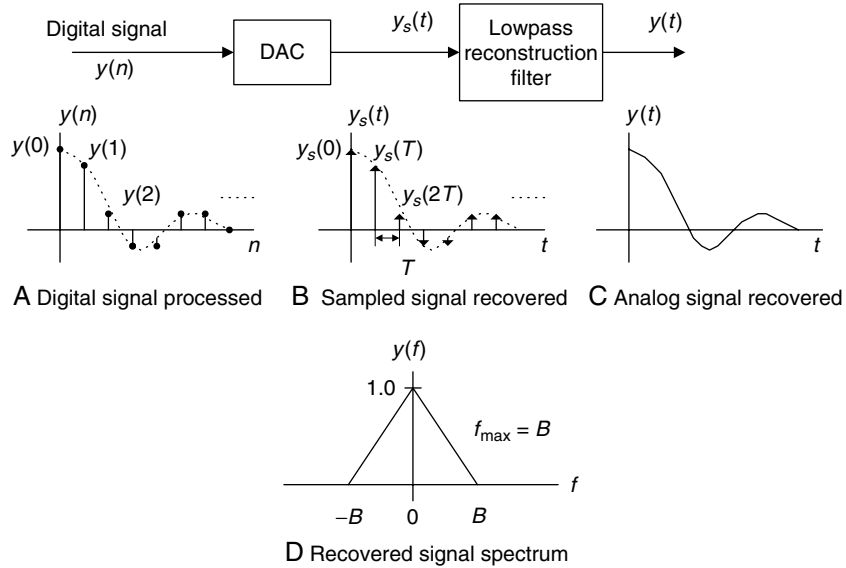 Digital signal
y(n)
DAC
ys(t)
Lowpass
reconstruction
filter
y(t)
y(n)
y(0)
y(1)
y(2)
n
A Digital signal processed
ys(t)
ys(0)
ys(T)
ys(2T)
T
t
B Sampled signal recovered
y(t)
t
C Analog signal recovered
y(f)
1.0
fmax = B
f
−B
0
B
D Recovered signal spectrum